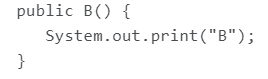 public B() {
   System.out.print("B");
}